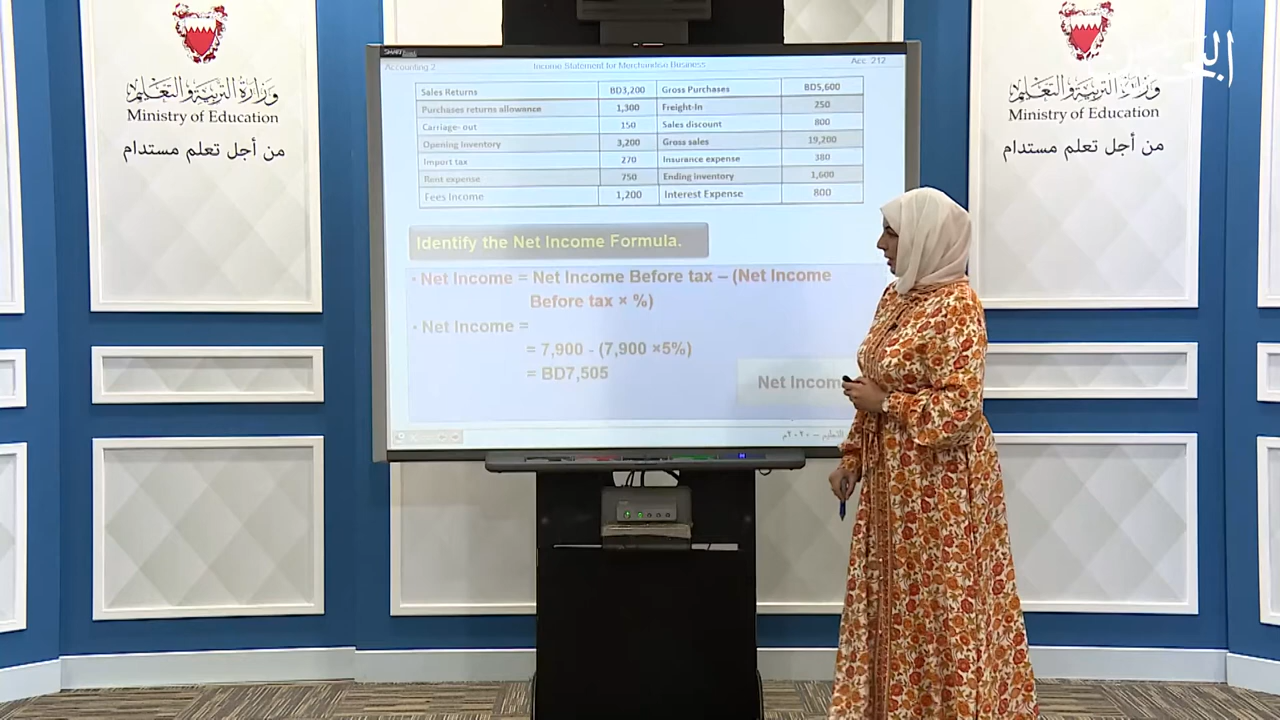 وزارة التربية والتعليم
Ministry of Education
من أجل تعلم مستدام
Accounting 2 Income Statement for Merchandise Business Acc. 212
Sales Returns BD3,200 Gross Purchases BD5,600
Purchases returns allowance 1,300 Freight-In 250
Carriage- out 150 Sales discount 800
Opening inventory 3,200 Gross sales 19,200
Import tax 270 Insurance expense 380
Rent expense 750 Ending inventory 1,600
Fees Income 1,200 Interest Expense 800
Identify the Net Income Formula.
• Net Income = Net Income Before tax – (Net Income
Before tax × %)
• Net Income =
= 7,900 - (7,900 ×5%)
= BD7,505
Net Incom
التعليم – ٢٠٢٠م
وزارة التربية والتعليم
Ministry of Education
من أجل تعلم مستدام